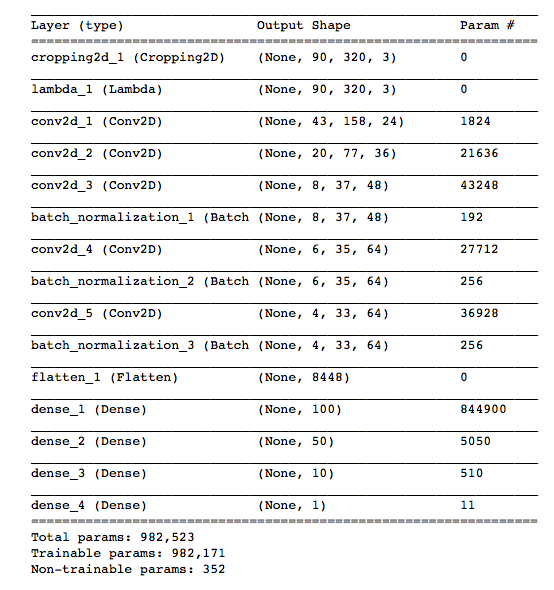 Layer (type) Output Shape Param #
cropping2d_1 (Cropping2D) (None, 90, 320, 3) 0
lambda_1 (Lambda) (None, 90, 320, 3) 0
conv2d_1 (Conv2D) (None, 43, 158, 24) 1824
conv2d_2 (Conv2D) (None, 20, 77, 36) 21636
conv2d_3 (Conv2D) (None, 8, 37, 48) 43248
batch_normalization_1 (Batch (None, 8, 37, 48) 192
conv2d_4 (Conv2D) (None, 6, 35, 64) 27712
batch_normalization_2 (Batch (None, 6, 35, 64) 256
conv2d_5 (Conv2D) (None, 4, 33, 64) 36928
batch_normalization_3 (Batch (None, 4, 33, 64) 256
flatten_1 (Flatten) (None, 8448) 0
dense_1 (Dense) (None, 100) 844900
dense_2 (Dense) (None, 50) 5050
dense_3 (Dense) (None, 10) 510
dense_4 (Dense) (None, 1) 11
Total params: 982,523
Trainable params: 982,171
Non-trainable params: 352